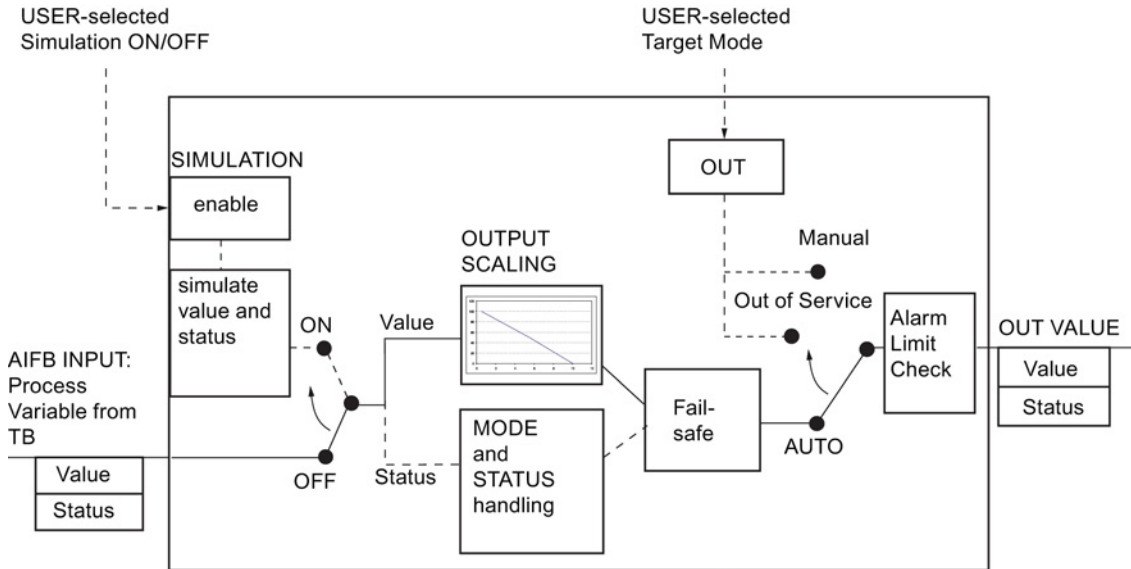 USER-selected
Simulation ON/OFF
USER-selected
Target Mode
SIMULATION
enable
OUT
simulate
value and
status
ON
OFF
AIFB INPUT:
Process
Variable from
TB
Value
Status
Value
Status
OUTPUT
SCALING
MODE
and
STATUS
handling
Fail-
safe
Manual
Out of Service
AUTO
Alarm
Limit
Check
OUT VALUE
Value
Status